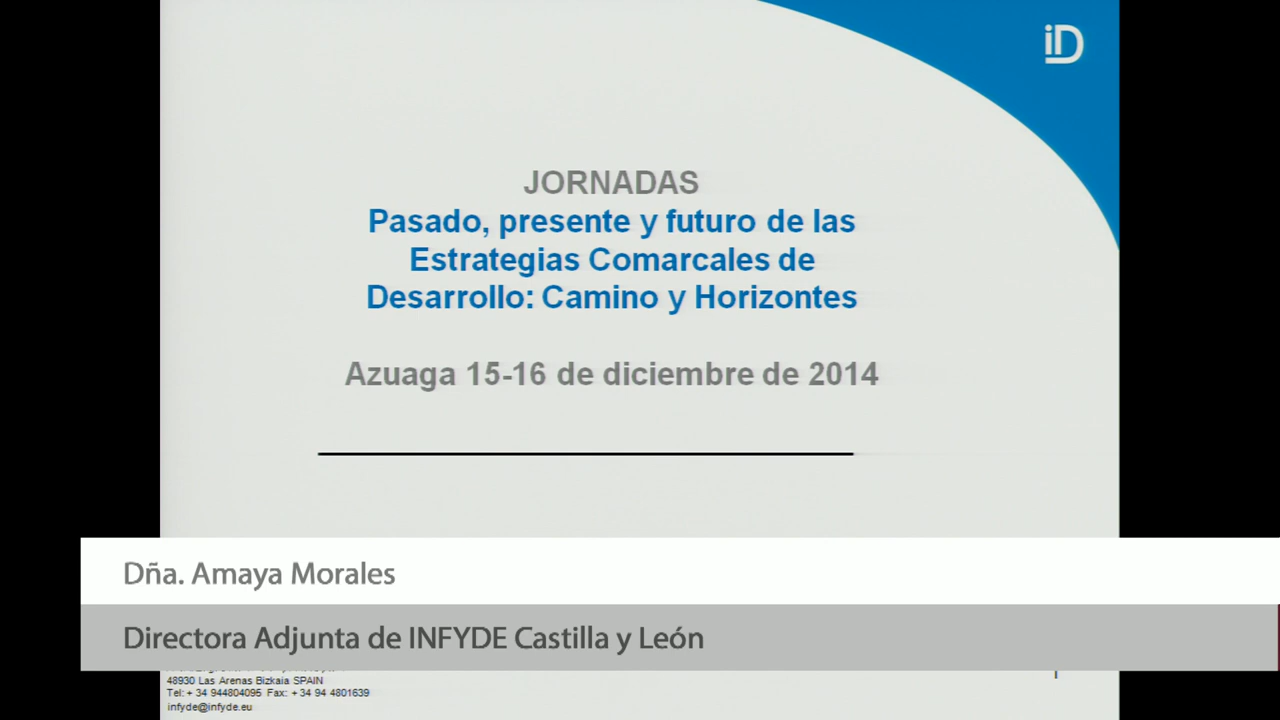 iD
JORNADAS
Pasado, presente y futuro de las
Estrategias Comarcales de
Desarrollo: Camino y Horizontes
Azuaga 15-16 de diciembre de 2014
Dña. Amaya Morales
Directora Adjunta de INFYDE Castilla y León
48930 Las Arenas Bizkaia SPAIN
Tel: + 34 944804095 Fax: + 34 94 4801639
infyde@infyde.eu